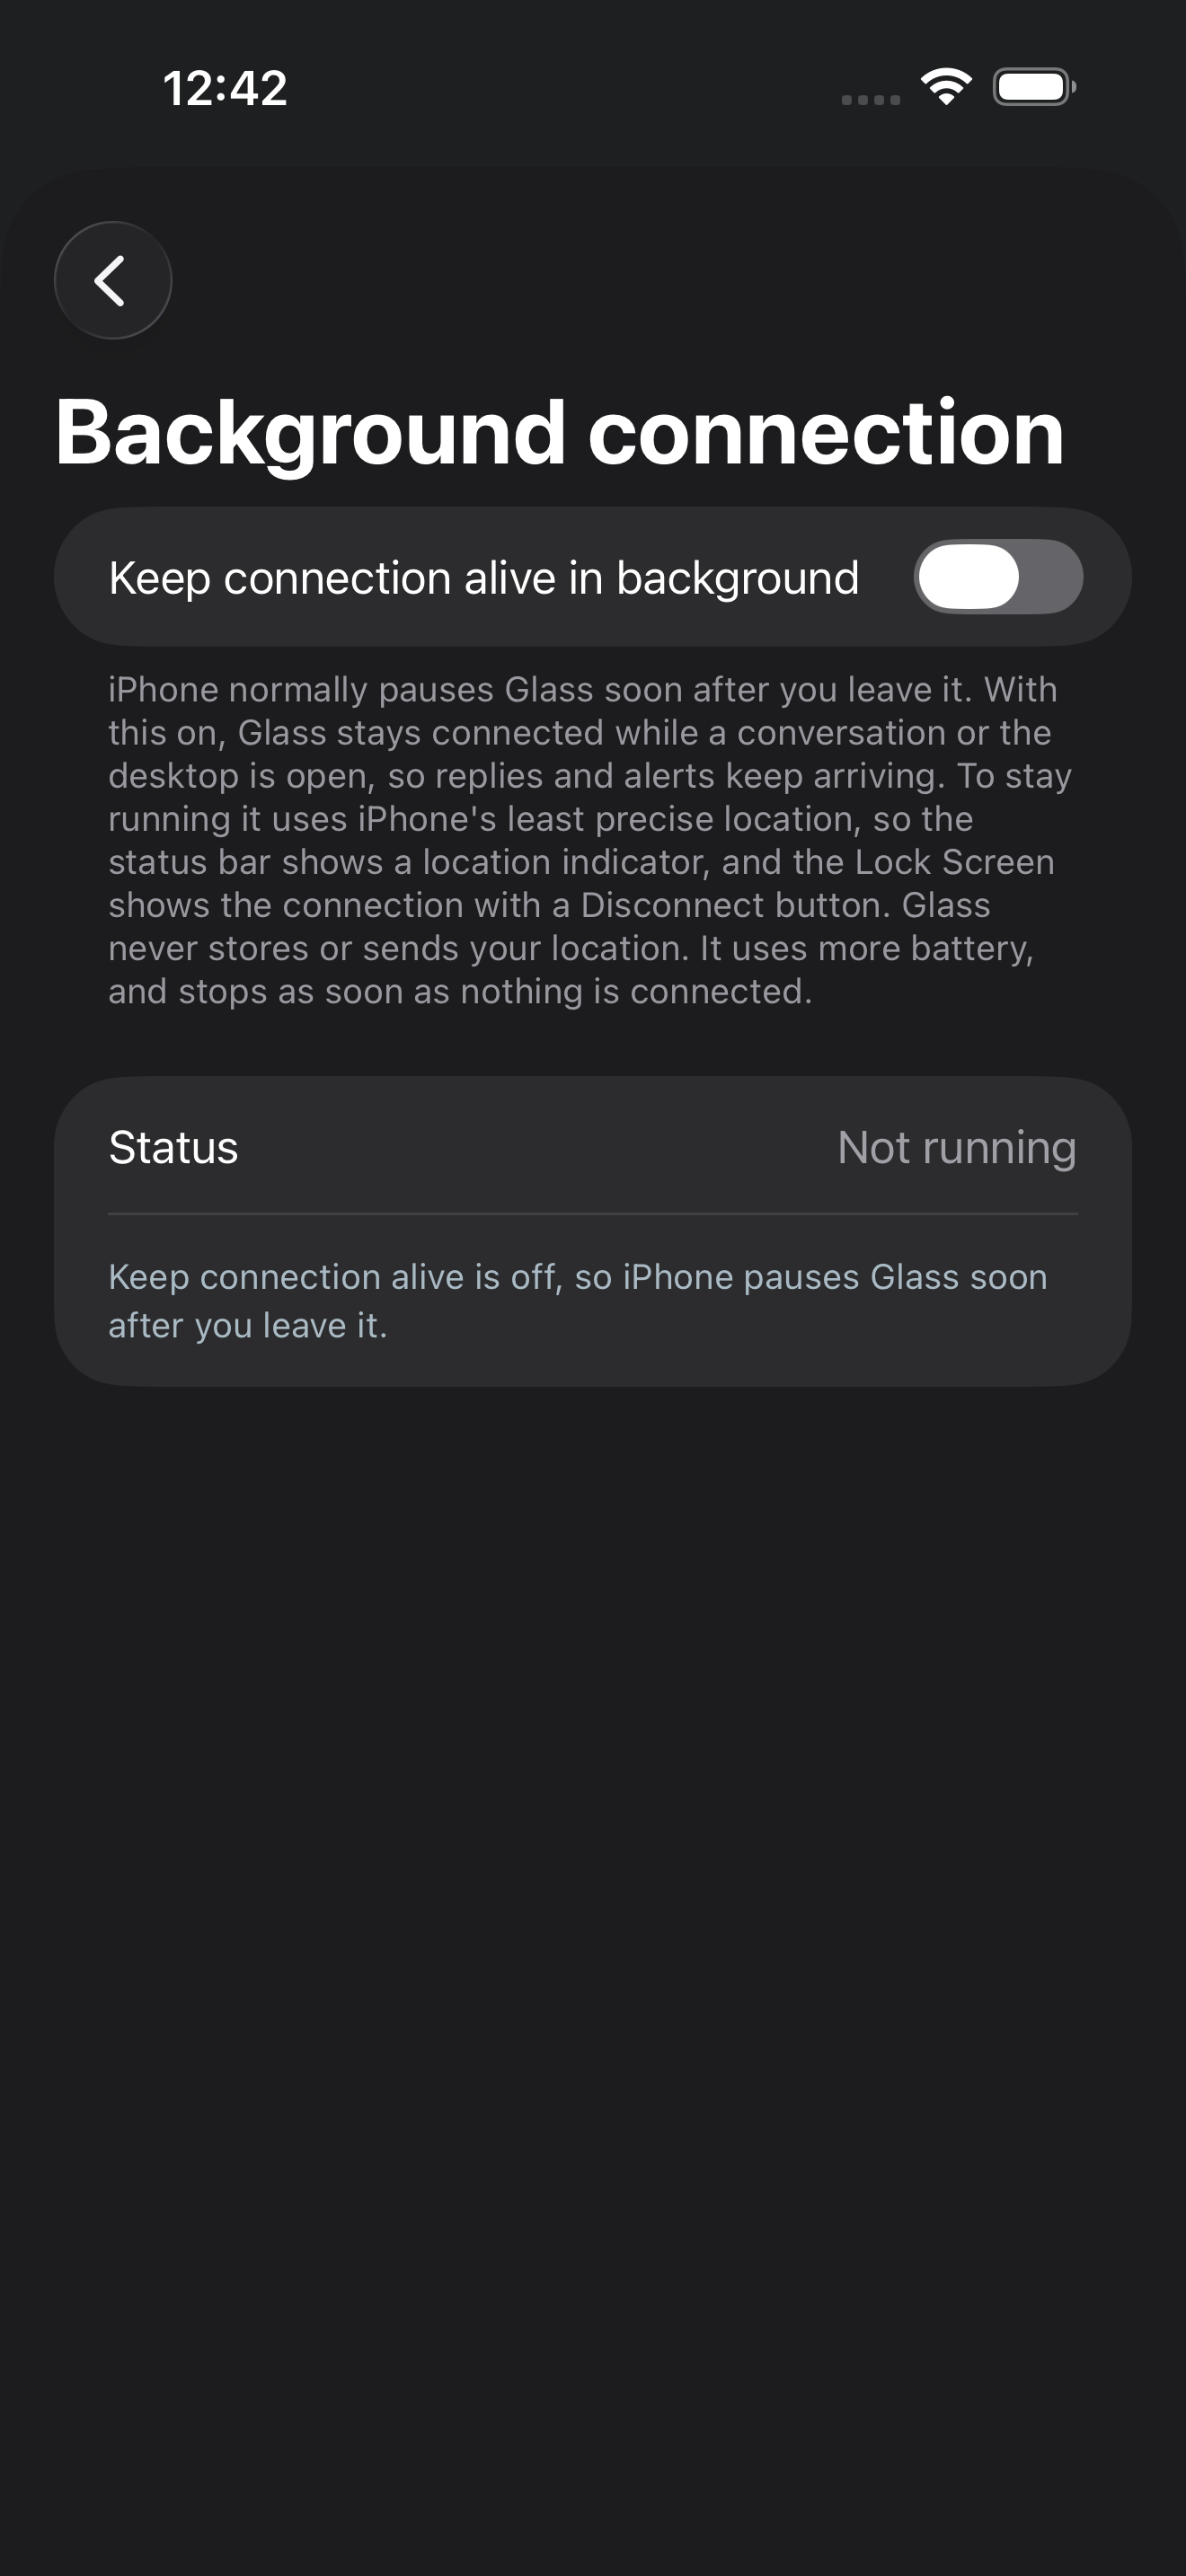 12:42
Background connection
Keep connection alive in background
iPhone normally pauses Glass soon after you leave it. With
this on, Glass stays connected while a conversation or the
desktop is open, so replies and alerts keep arriving. To stay
running it uses iPhone's least precise location, so the
status bar shows a location indicator, and the Lock Screen
shows the connection with a Disconnect button. Glass
never stores or sends your location. It uses more battery,
and stops as soon as nothing is connected.
Status
Not running
Keep connection alive is off, so iPhone pauses Glass soon
after you leave it.